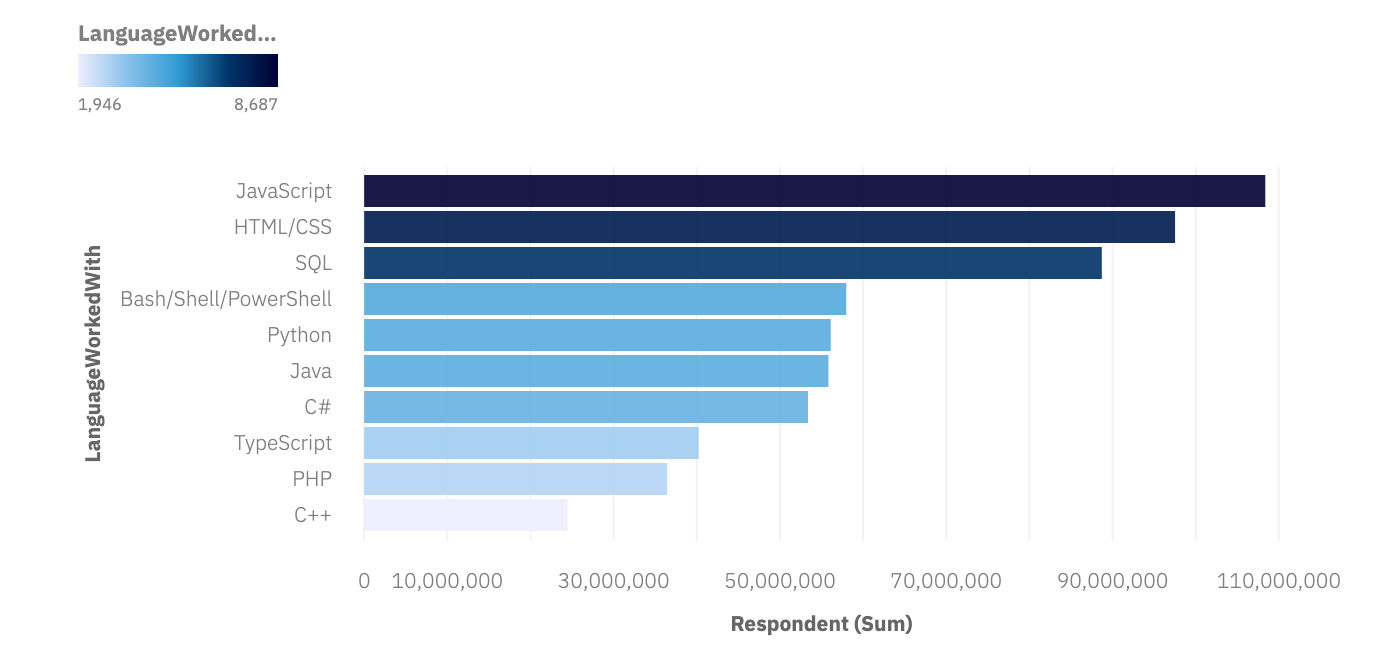 LanguageWorked...
1,946 8,687
JavaScript
HTML/CSS
SQL
Bash/Shell/PowerShell
Python
Java
C#
TypeScript
PHP
C++
LanguageWorkedWith
0 10,000,000 30,000,000 50,000,000 70,000,000 90,000,000 110,000,000
Respondent (Sum)